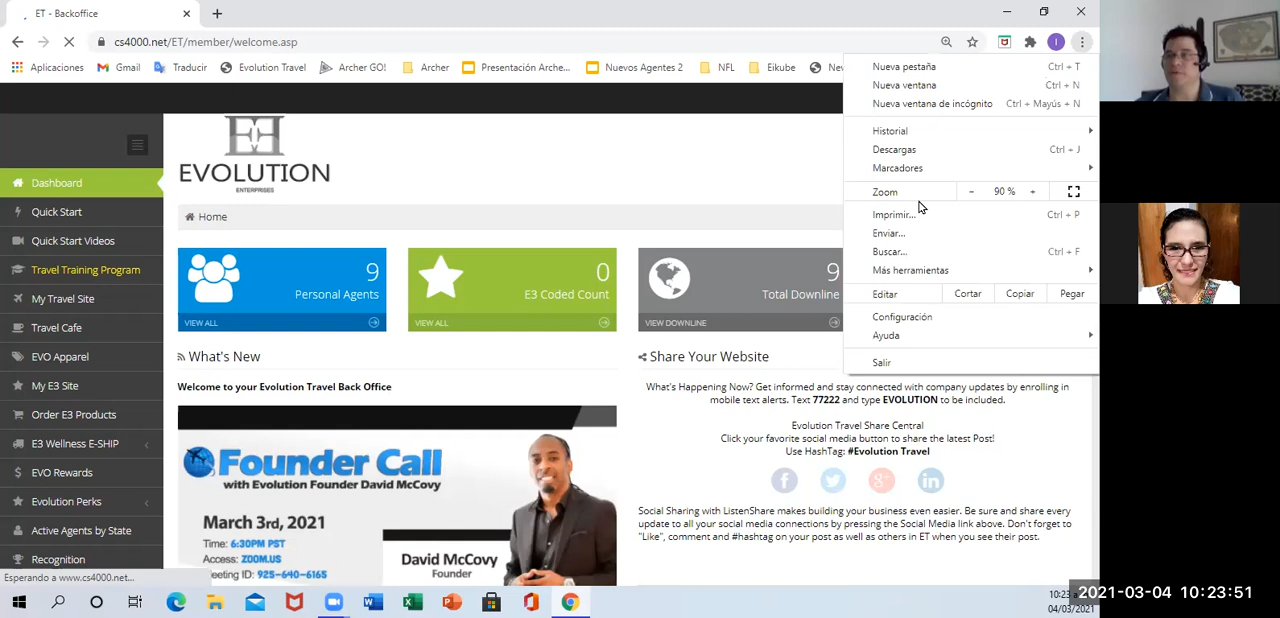 ET - Backoffice
cs4000.net/ET/member/welcome.asp
Aplicaciones Gmail Traducir Evolution Travel Archer GO! Archer Presentación Arche... Nuevos Agentes 2 NFL Eikube
Nueva pestaña Ctrl + T
Nueva ventana Ctrl + N
Nueva ventana de incógnito Ctrl + Mayús + N
Historial
Descargas Ctrl + J
Marcadores
Zoom - 90 % +
Imprimir... Ctrl + P
Enviar...
Buscar... Ctrl + F
Más herramientas
Editar Cortar Copiar Pegar
Configuración
Ayuda
Salir
Dashboard
Quick Start
Quick Start Videos
Travel Training Program
My Travel Site
Travel Cafe
EVO Apparel
My E3 Site
Order E3 Products
E3 Wellness E-SHIP
EVO Rewards
Evolution Perks
Active Agents by State
Recognition
Esperando a www.cs4000.net...
EVOLUTION
ENTERPRISES
Home
9
Personal Agents
VIEW ALL
0
E3 Coded Count
VIEW ALL
9
Total Downline
VIEW DOWNLINE
What's New
Welcome to your Evolution Travel Back Office
Founder Call
with Evolution Founder David McCovy
March 3rd, 2021
Time: 6:30PM PST
Access: ZOOM.US
eeting ID: 925-640-6165
David McCovy
Founder
Share Your Website
What's Happening Now? Get informed and stay connected with company updates by enrolling in
mobile text alerts. Text 77222 and type EVOLUTION to be included.
Evolution Travel Share Central
Click your favorite social media button to share the latest Post!
Use HashTag: #Evolution Travel
Social Sharing with ListenShare makes building your business even easier. Be sure and share every
update to all your social media connections by pressing the Social Media link above. Don't forget to
"Like", comment and #hashtag on your post as well as others in ET when you see their post.
10:23 a
04/03/2021
2021-03-04 10:23:51